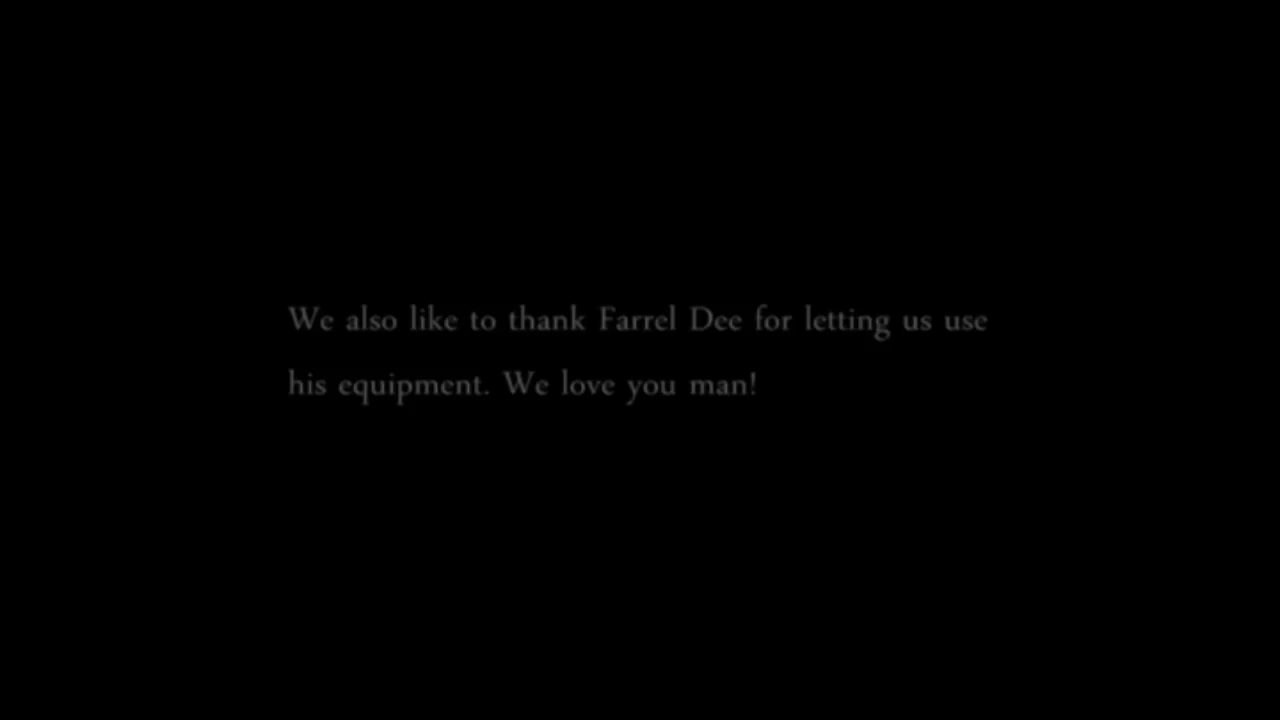 We also like to thank Farrel Dee for letting us use
his equipment. We love you man!